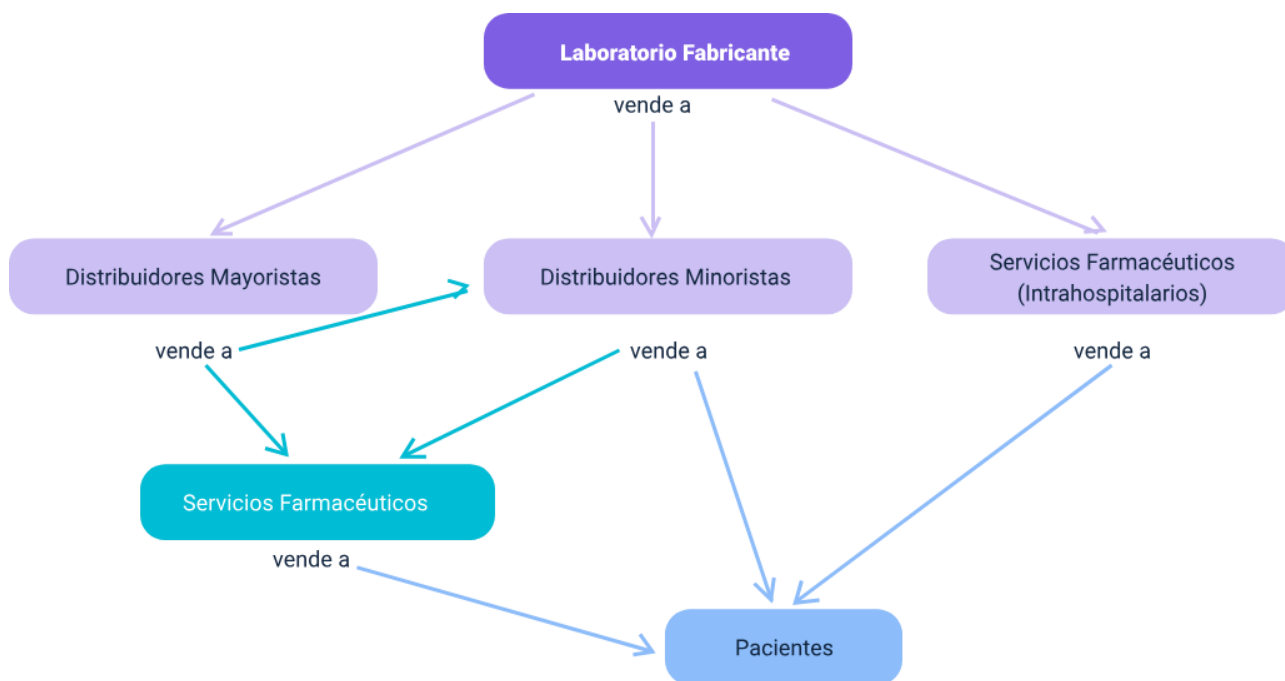 Laboratorio Fabricante
vende a
Distribuidores Mayoristas
Distribuidores Minoristas
Servicios Farmacéuticos
(Intrahospitalarios)
vende a
vende a
vende a
Servicios Farmacéuticos
vende a
Pacientes